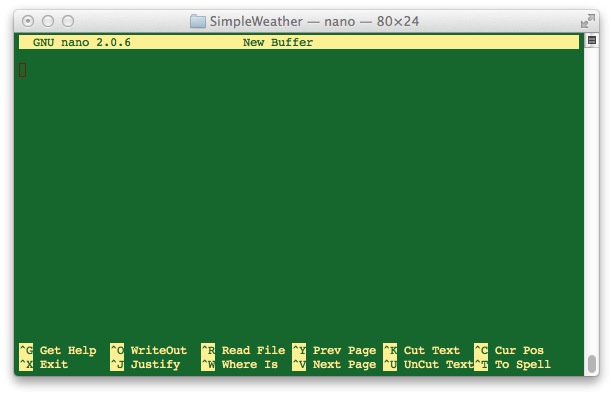 SimpleWeather — nano — 80×24
GNU nano 2.0.6 New Buffer
^G Get Help ^O WriteOut ^R Read File ^Y Prev Page ^K Cut Text ^C Cur Pos
^X Exit ^J Justify ^W Where Is ^V Next Page ^U UnCut Text ^T To Spell